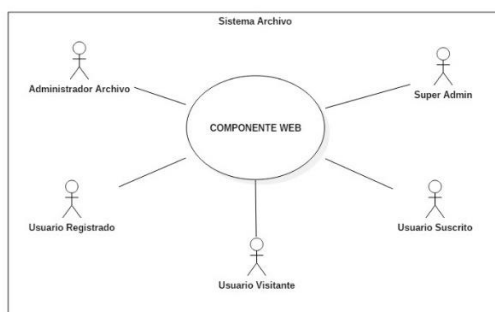 Sistema Archivo
Administrador Archivo
Super Admin
COMPONENTE WEB
Usuario Registrado
Usuario Suscrito
Usuario Visitante